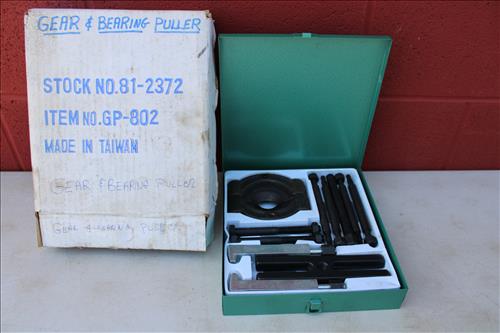 GEAR & BEARING PULLER
STOCK NO.81-2372
ITEM NO.GP-802
MADE IN TAIWAN
GEAR & BEARING PULLER
GEAR & BEARING PULLER